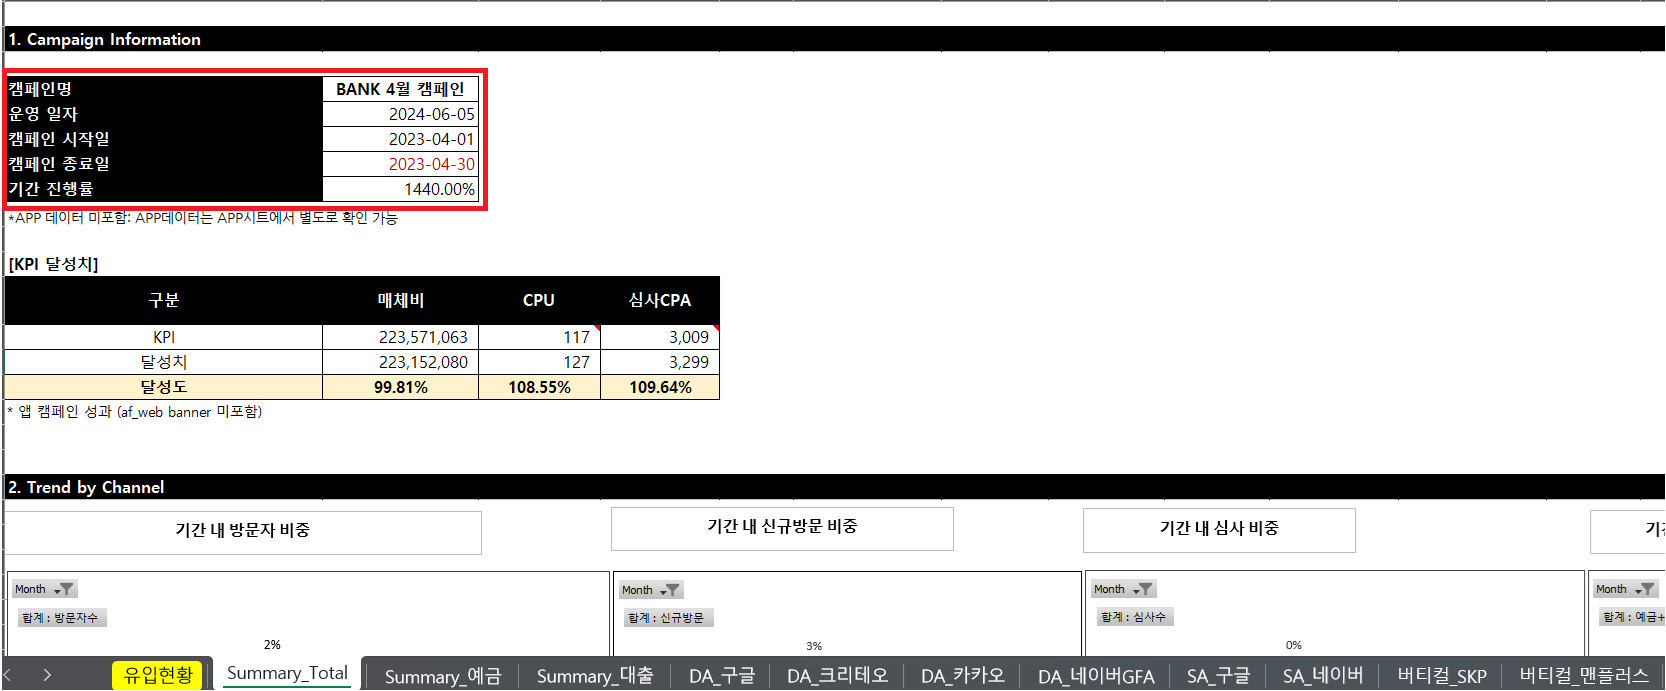 1. Campaign Information
캠페인명 BANK 4월 캠페인
운영 일자 2024-06-05
캠페인 시작일 2023-04-01
캠페인 종료일 2023-04-30
기간 진행률 1440.00%
*APP 데이터 미포함: APP데이터는 APP시트에서 별도로 확인 가능
[KPI 달성치]
구분 매체비 CPU 심사CPA
KPI 223,571,063 117 3,009
달성치 223,152,080 127 3,299
달성도 99.81% 108.55% 109.64%
* 앱 캠페인 성과 (af_web banner 미포함)
2. Trend by Channel
기간 내 방문자 비중 기간 내 신규방문 비중 기간 내 심사 비중
Month Month Month Month
합계 : 방문자수 합계 : 신규방문 합계 : 심사수 합계 : 예금+
2% 3% 0%
유입현황 Summary_Total Summary_예금 Summary_대출 DA_구글 DA_크리테오 DA_카카오 DA_네이버GFA SA_구글 SA_네이버 버티컬_SKP 버티컬_맨플러스